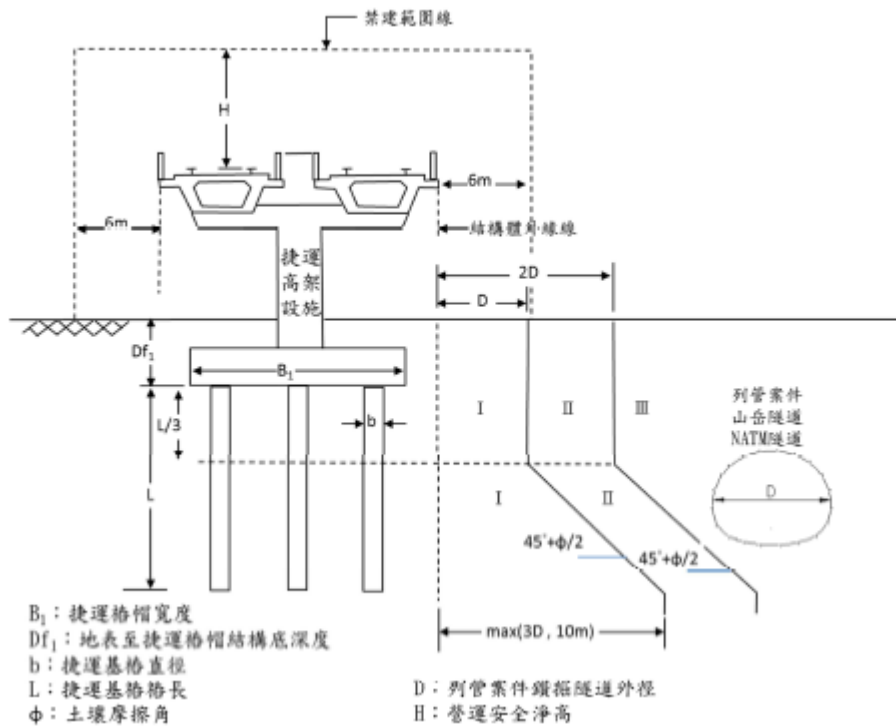 禁建範圍線
H
6m
6m
結構體外緣線
捷運
高架
設施
2D
D
Df₁
B₁
L/3
b
L
I
II
III
列管案件
山岳隧道
NATM隧道
D
I
II
45°+ϕ/2
45°+ϕ/2
max(3D , 10m)
B₁：捷運樁帽寬度
Df₁：地表至捷運樁帽結構底深度
b：捷運基樁直徑
L：捷運基樁樁長
ϕ：土壤摩擦角
D：列管案件鑽掘隧道外徑
H：營運安全淨高